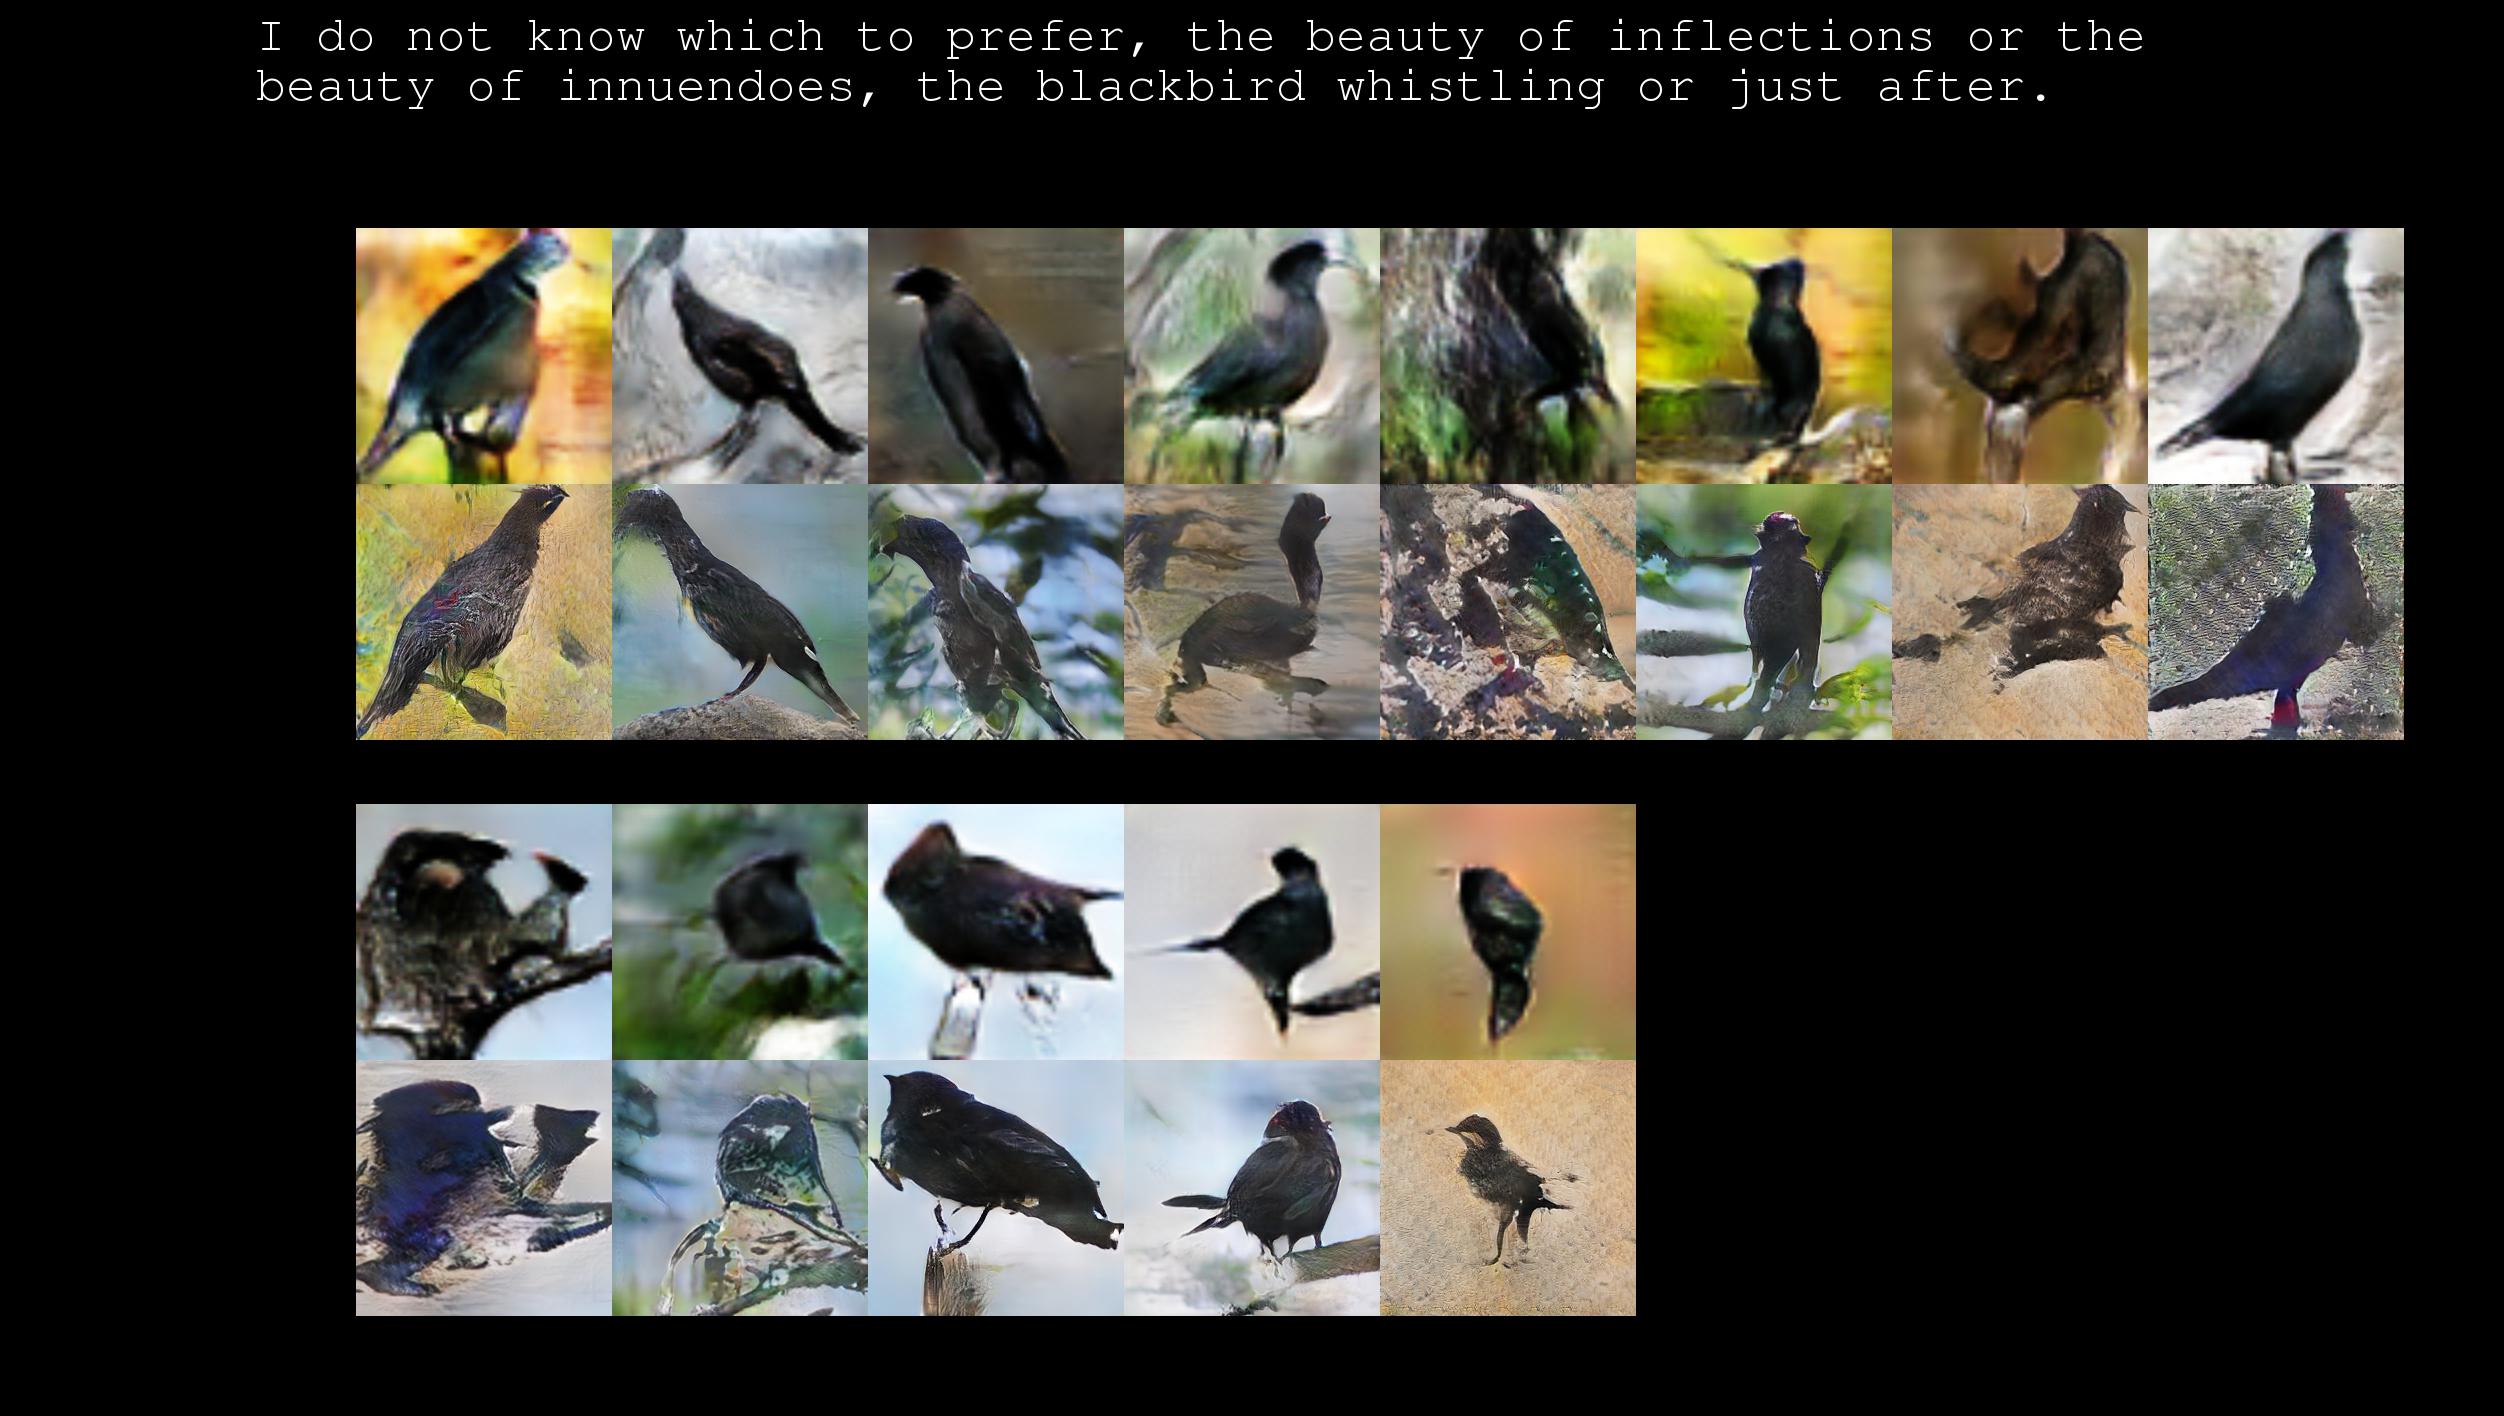 I do not know which to prefer, the beauty of inflections or the
beauty of innuendoes, the blackbird whistling or just after.